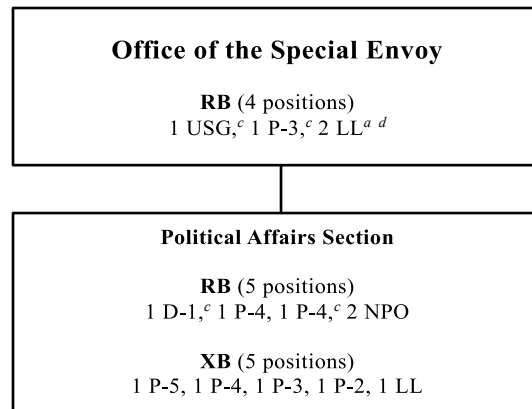 Office of the Special Envoy
RB (4 positions)
1 USG,c 1 P-3,c 2 LLa d
Political Affairs Section
RB (5 positions)
1 D-1,c 1 P-4, 1 P-4,c 2 NPO
XB (5 positions)
1 P-5, 1 P-4, 1 P-3, 1 P-2, 1 LL